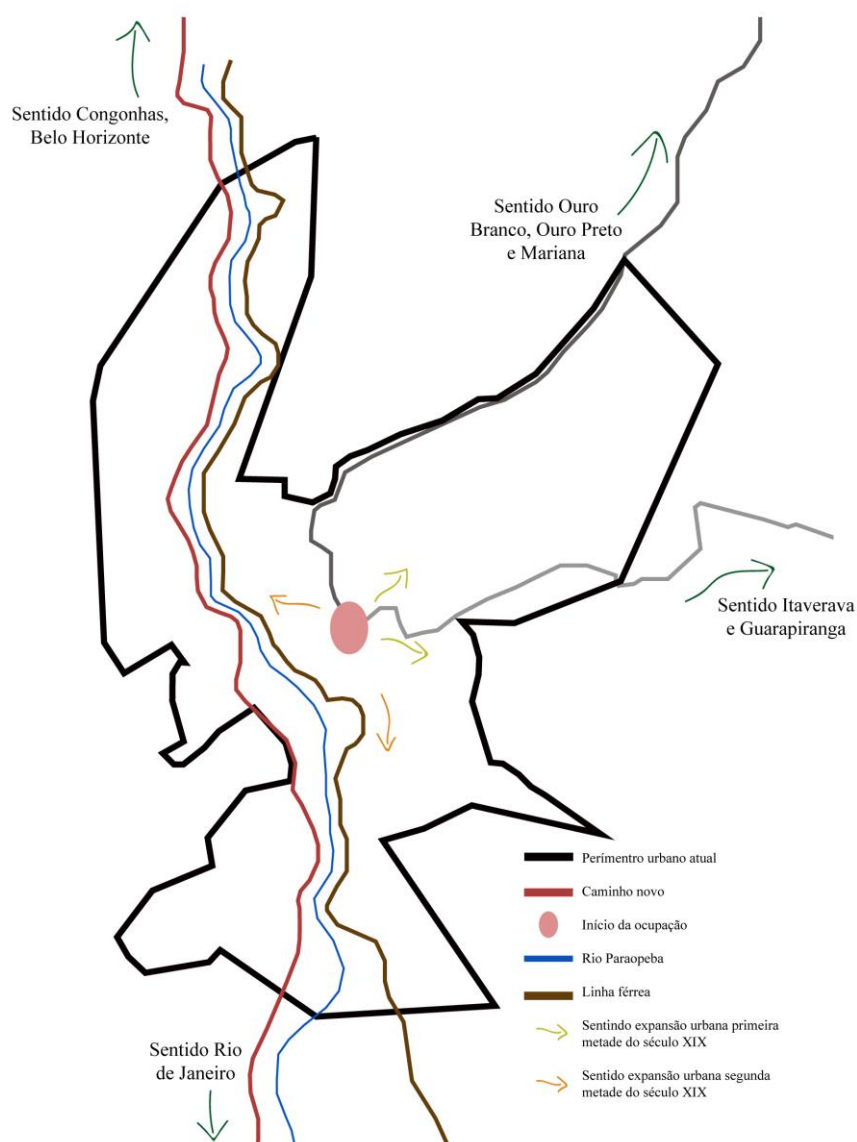 Sentido Congonhas,
Belo Horizonte
Sentido Ouro
Branco, Ouro Preto
e Mariana
Sentido Itaverava
e Guarapiranga
Sentido Rio
de Janeiro
Perímentro urbano atual
Caminho novo
Início da ocupação
Rio Paraopeba
Linha férrea
Sentindo expansão urbana primeira
metade do século XIX
Sentido expansão urbana segunda
metade do século XIX